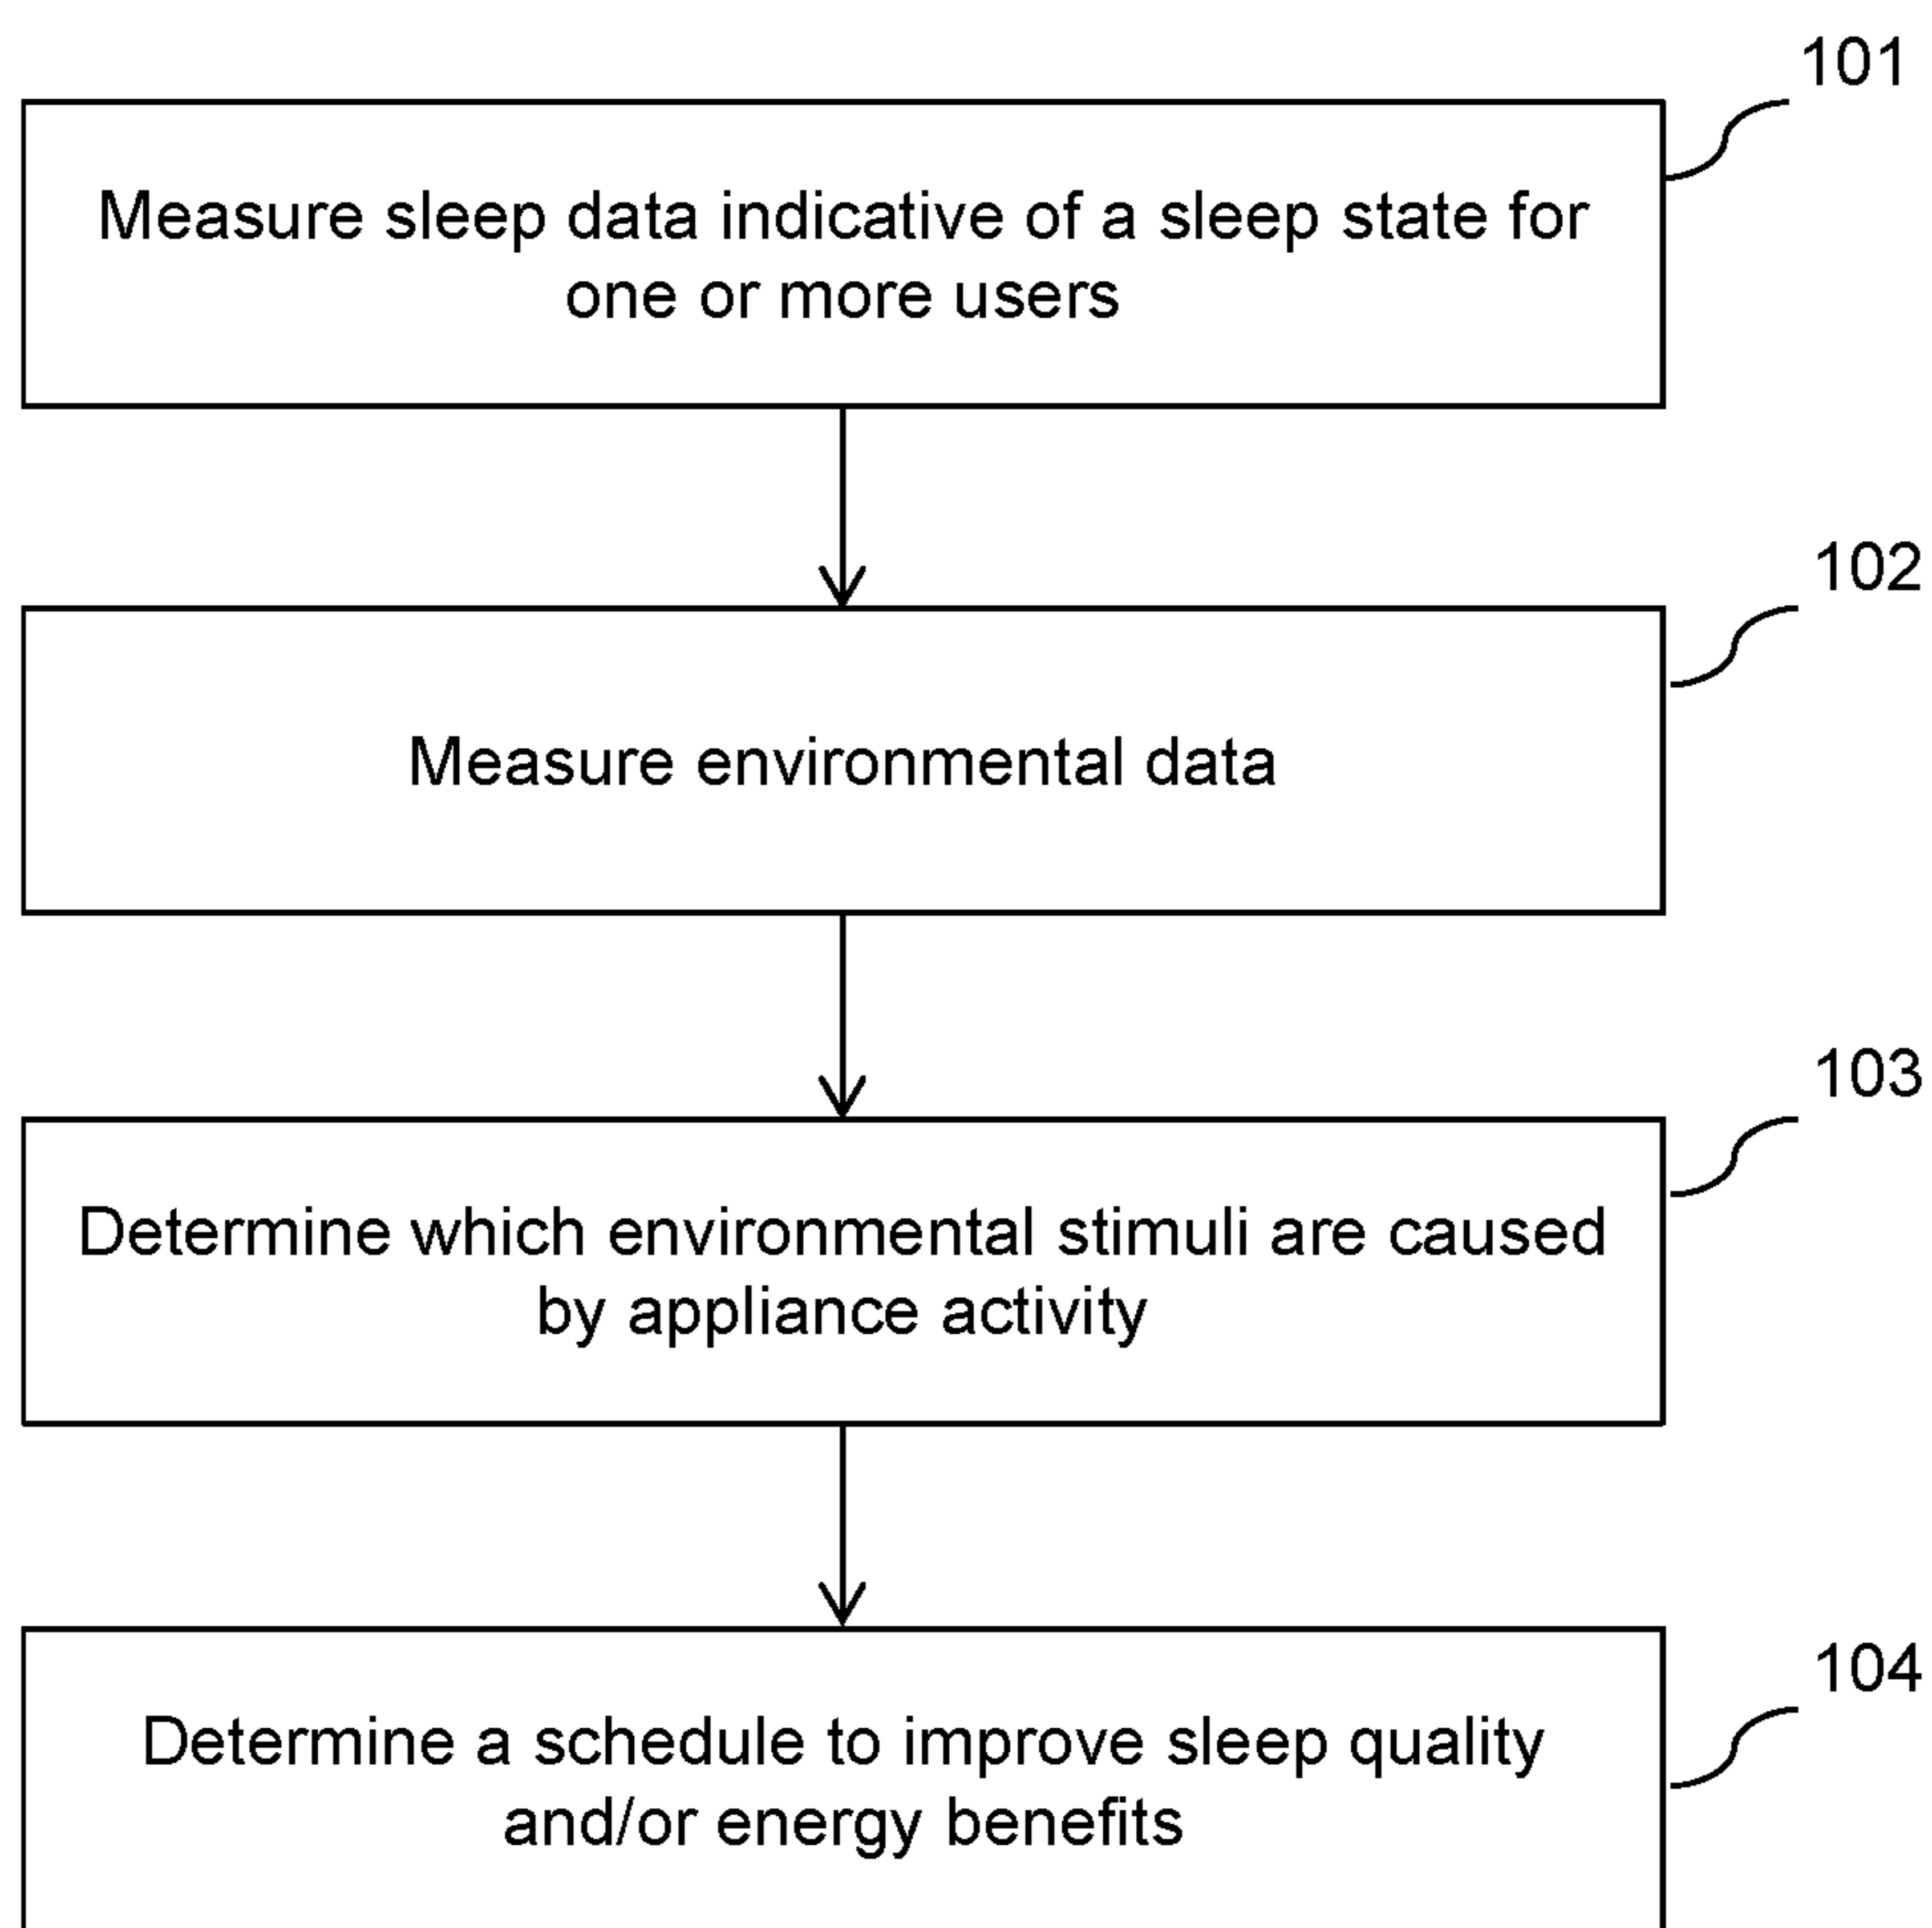 101
Measure sleep data indicative of a sleep state for
one or more users
102
Measure environmental data
103
Determine which environmental stimuli are caused
by appliance activity
104
Determine a schedule to improve sleep quality
and/or energy benefits